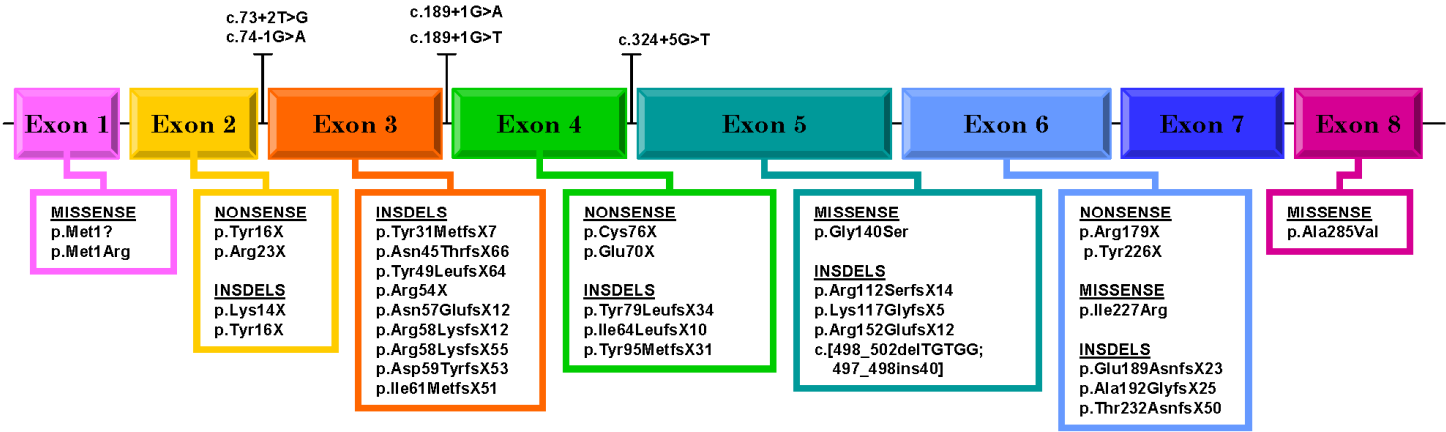 c.73+2T>G
c.74-1G>A
c.189+1G>A
c.189+1G>T
c.324+5G>T
Exon 1
Exon 2
Exon 3
Exon 4
Exon 5
Exon 6
Exon 7
Exon 8
MISSENSE
p.Met1?
p.Met1Arg
NONSENSE
p.Tyr16X
p.Arg23X
INSDELS
p.Lys14X
p.Tyr16X
INSDELS
p.Tyr31MetfsX7
p.Asn45ThrfsX66
p.Tyr49LeufsX64
p.Arg54X
p.Asn57GlufsX12
p.Arg58LysfsX12
p.Arg58LysfsX55
p.Asp59TyrfsX53
p.Ile61MetfsX51
NONSENSE
p.Cys76X
p.Glu70X
INSDELS
p.Tyr79LeufsX34
p.Ile64LeufsX10
p.Tyr95MetfsX31
MISSENSE
p.Gly140Ser
INSDELS
p.Arg112SerfsX14
p.Lys117GlyfsX5
p.Arg152GlufsX12
c.[498_502delTGTGG;
497_498ins40]
NONSENSE
p.Arg179X
p.Tyr226X
MISSENSE
p.Ile227Arg
INSDELS
p.Glu189AsnfsX23
p.Ala192GlyfsX25
p.Thr232AsnfsX50
MISSENSE
p.Ala285Val